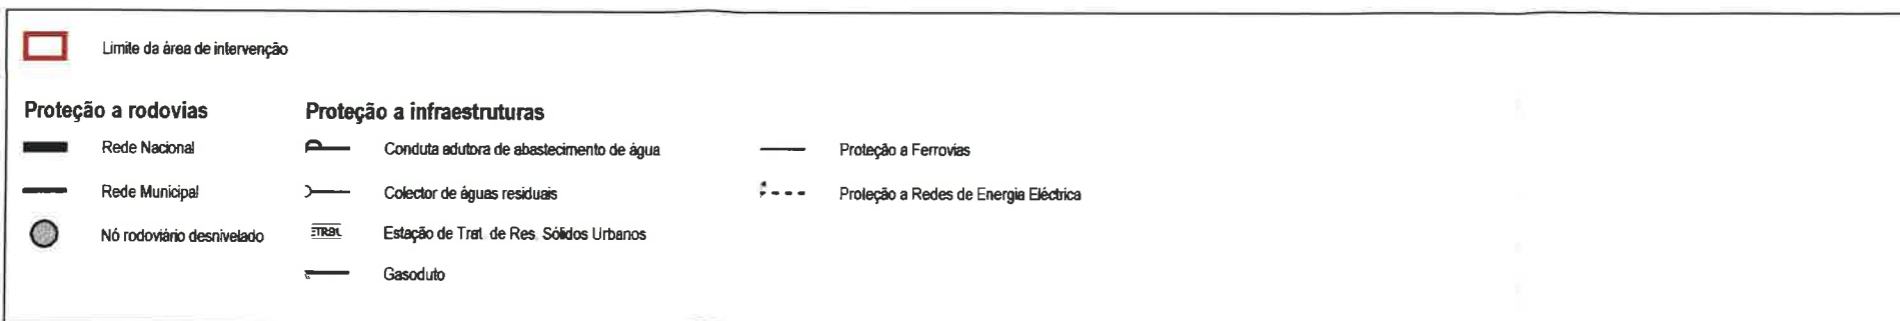 Limite da área de intervenção
Proteção a rodovias
Rede Nacional
Rede Municipal
Nó rodoviário desnivelado
Proteção a infraestruturas
Conduta adutora de abastecimento de água
Colector de águas residuais
Estação de Trat. de Res. Sólidos Urbanos
Gasoduto
Proteção a Ferrovias
Proteção a Redes de Energia Eléctrica